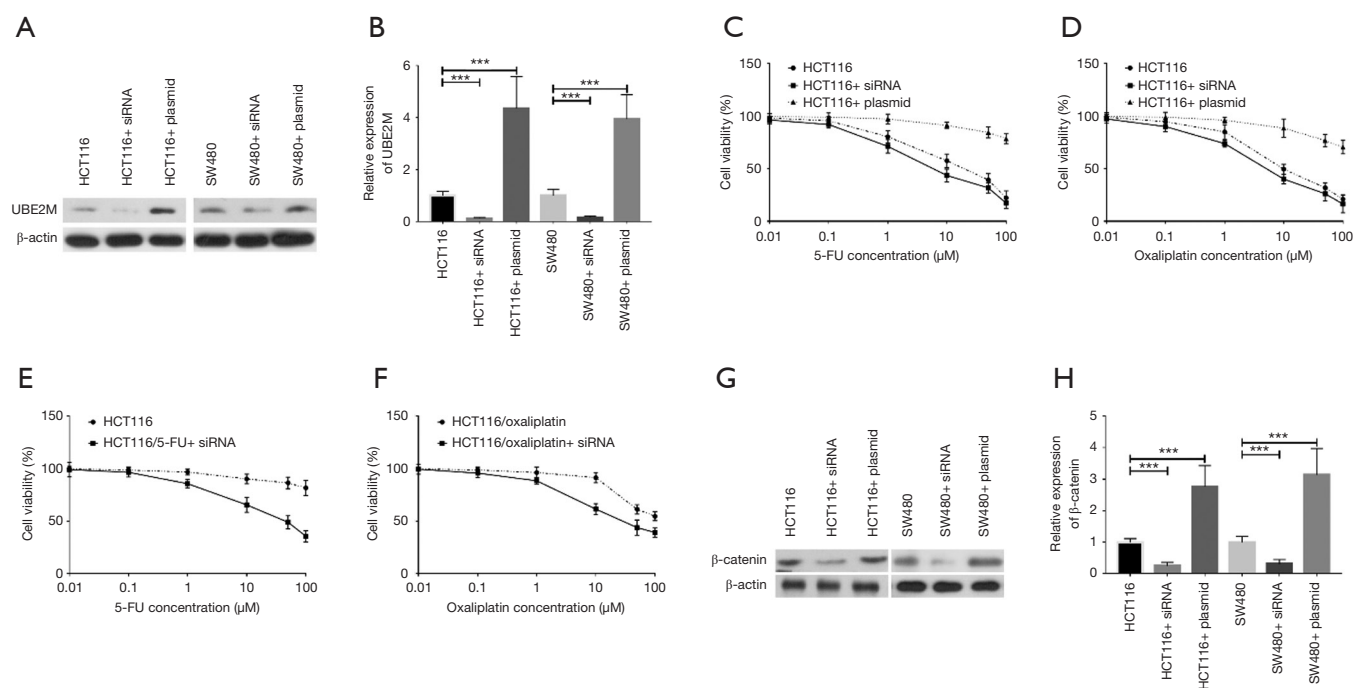 A
HCT116
HCT116+ siRNA
HCT116+ plasmid
SW480
SW480+ siRNA
SW480+ plasmid
UBE2M
β-actin
B
Relative expression
of UBE2M
6
4
2
0
***
***
***
***
HCT116
HCT116+ siRNA
HCT116+ plasmid
SW480
SW480+ siRNA
SW480+ plasmid
C
HCT116
HCT116+ siRNA
HCT116+ plasmid
Cell viability (%)
150
100
50
0
0.01 0.1 1 10 100
5-FU concentration (µM)
D
HCT116
HCT116+ siRNA
HCT116+ plasmid
Cell viability (%)
150
100
50
0
0.01 0.1 1 10 100
Oxaliplatin concentration (µM)
E
HCT116
HCT116/5-FU+ siRNA
Cell viability (%)
150
100
50
0
0.01 0.1 1 10 100
5-FU concentration (µM)
F
HCT116/oxaliplatin
HCT116/oxaliplatin+ siRNA
Cell viability (%)
150
100
50
0
0.01 0.1 1 10 100
Oxaliplatin concentration (µM)
G
HCT116
HCT116+ siRNA
HCT116+ plasmid
SW480
SW480+ siRNA
SW480+ plasmid
β-catenin
β-actin
H
Relative expression
of β-catenin
5
4
3
2
1
0
***
***
***
***
HCT116
HCT116+ siRNA
HCT116+ plasmid
SW480
SW480+ siRNA
SW480+ plasmid